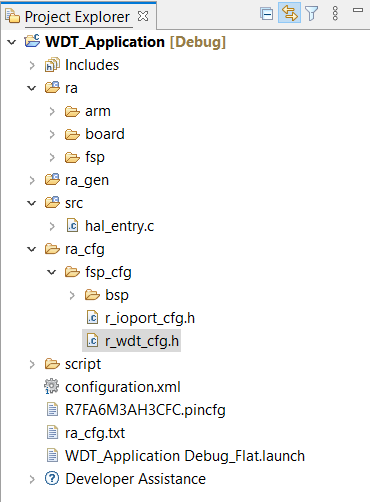 Project Explorer
WDT_Application [Debug]
Includes
ra
arm
board
fsp
ra_gen
src
hal_entry.c
ra_cfg
fsp_cfg
bsp
r_ioport_cfg.h
r_wdt_cfg.h
script
configuration.xml
R7FA6M3AH3CFC.pincfg
ra_cfg.txt
WDT_Application Debug_Flat.launch
Developer Assistance